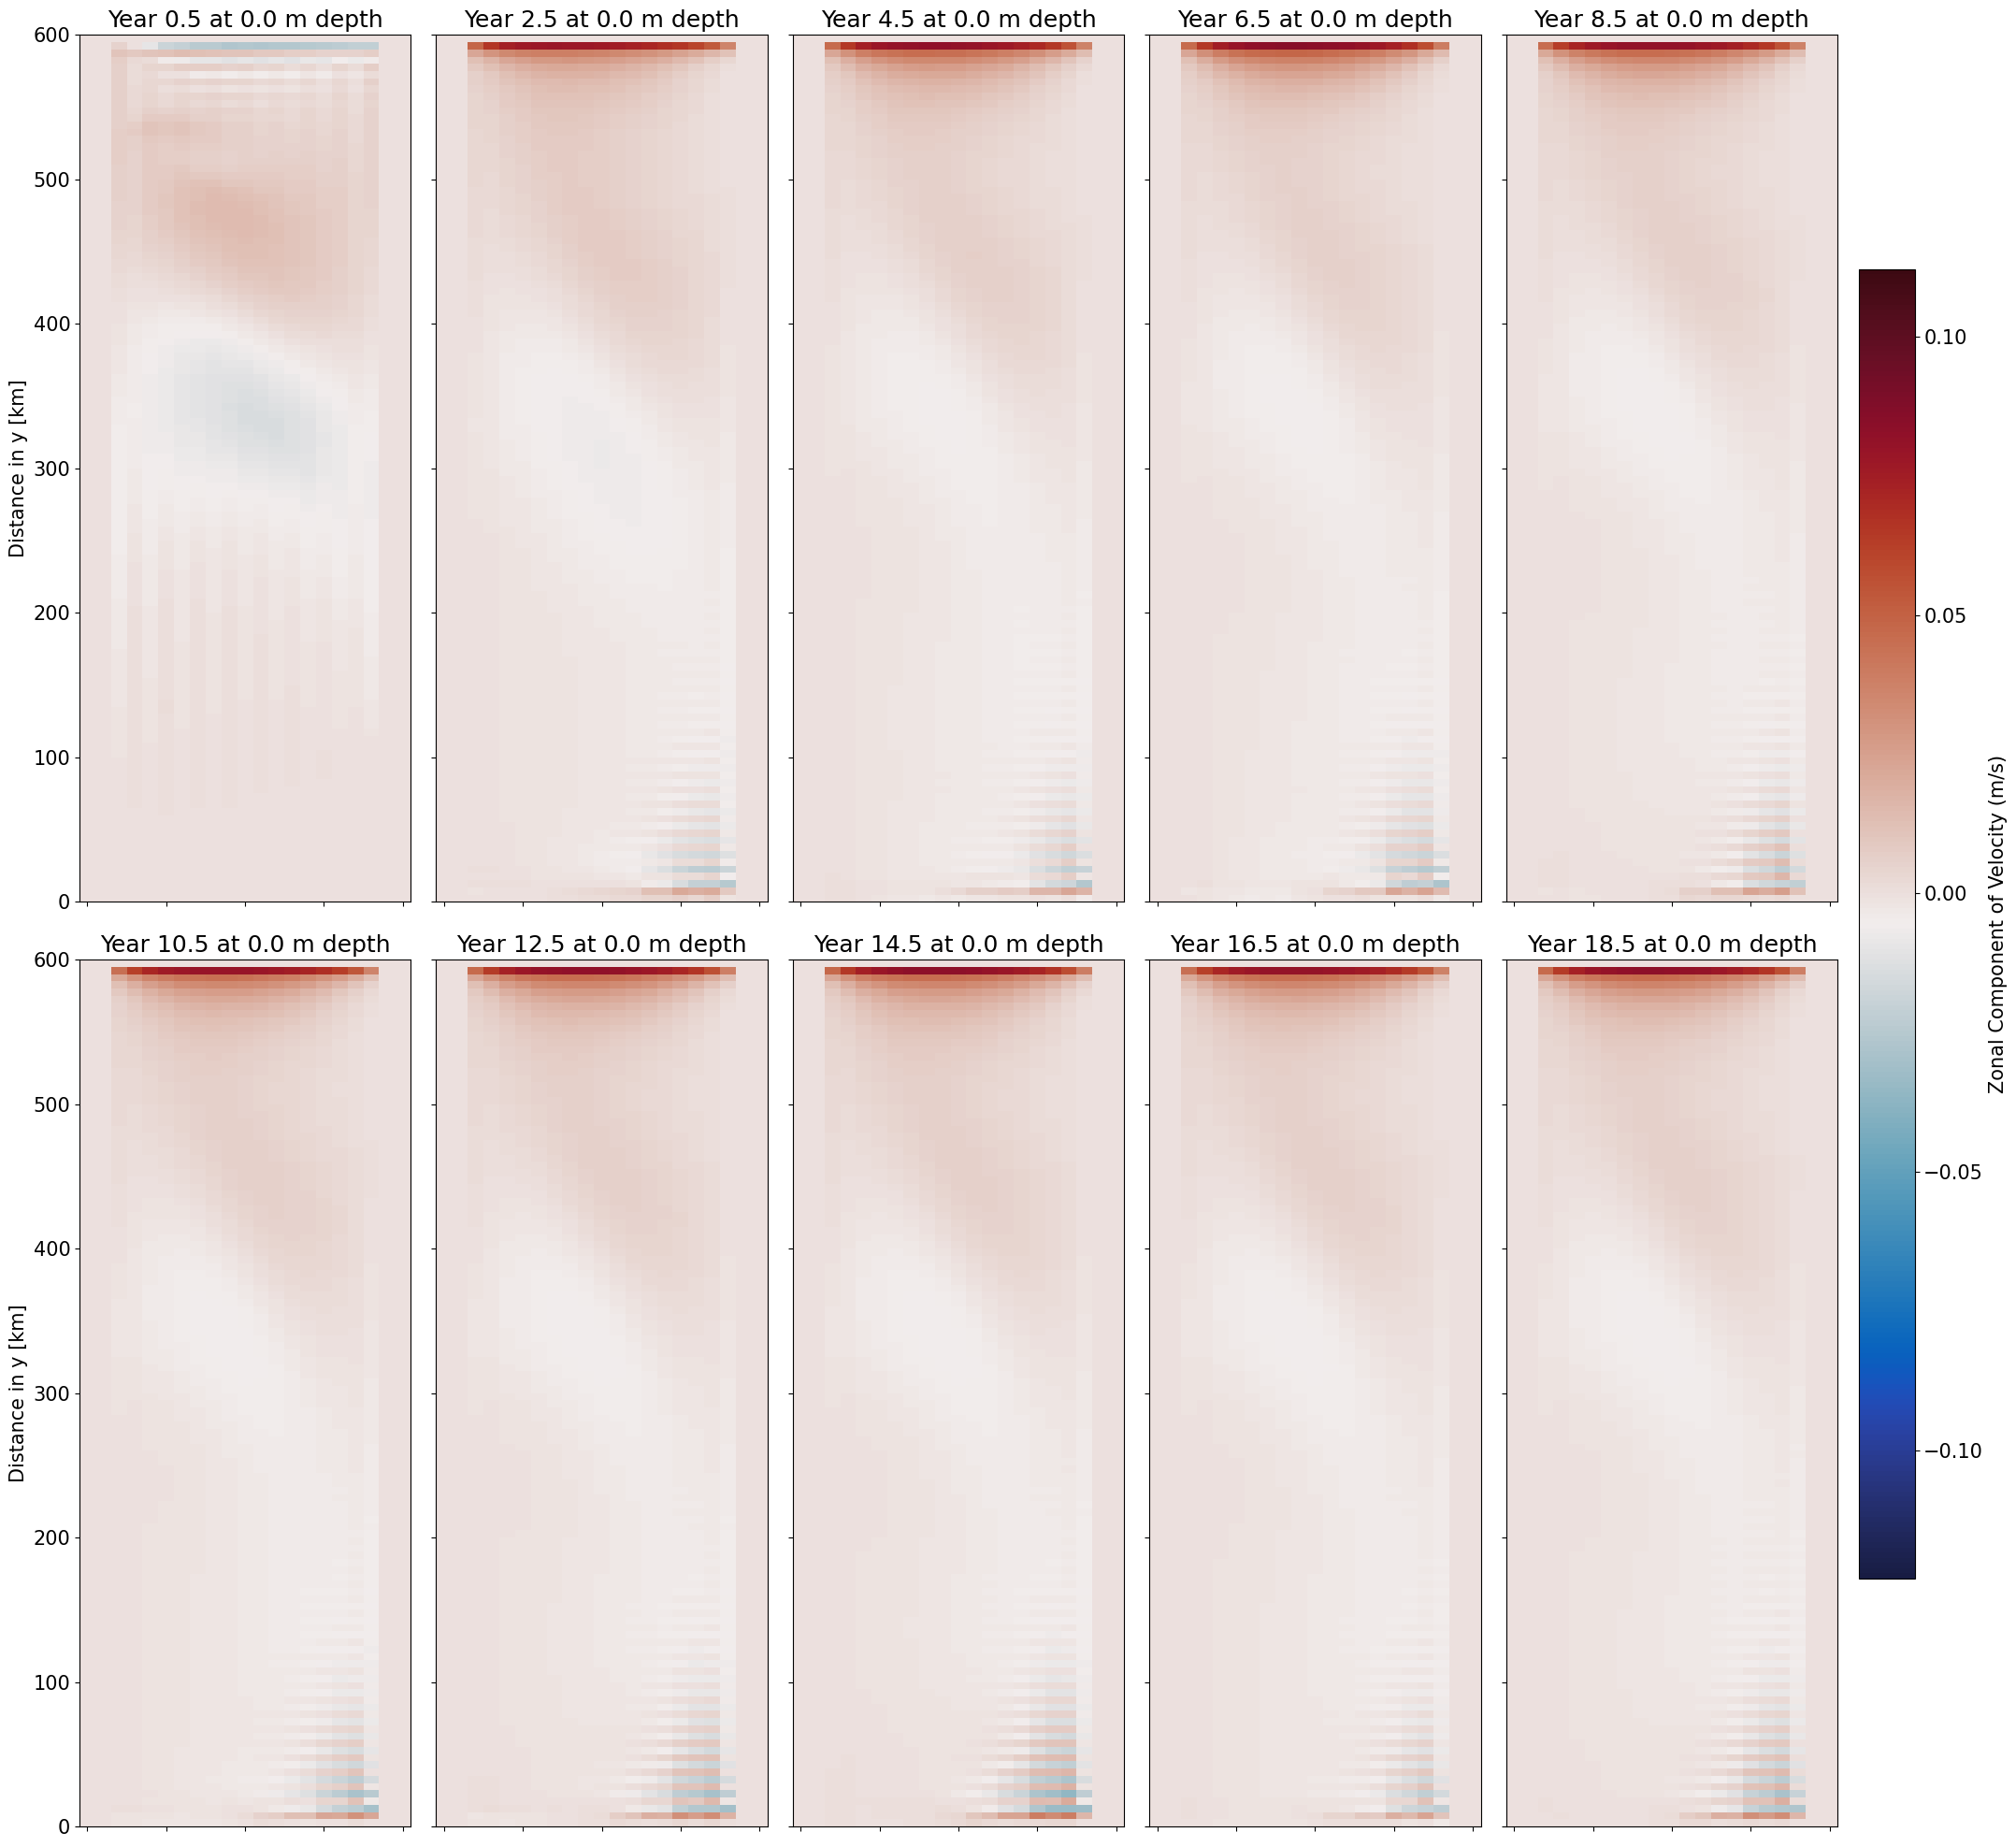 Year 0.5 at 0.0 m depth
Year 2.5 at 0.0 m depth
Year 4.5 at 0.0 m depth
Year 6.5 at 0.0 m depth
Year 8.5 at 0.0 m depth
600
500
400
300
200
100
0
Distance in y [km]
Year 10.5 at 0.0 m depth
Year 12.5 at 0.0 m depth
Year 14.5 at 0.0 m depth
Year 16.5 at 0.0 m depth
Year 18.5 at 0.0 m depth
600
500
400
300
200
100
0
Distance in y [km]
0.10
0.05
0.00
−0.05
−0.10
Zonal Component of Velocity (m/s)